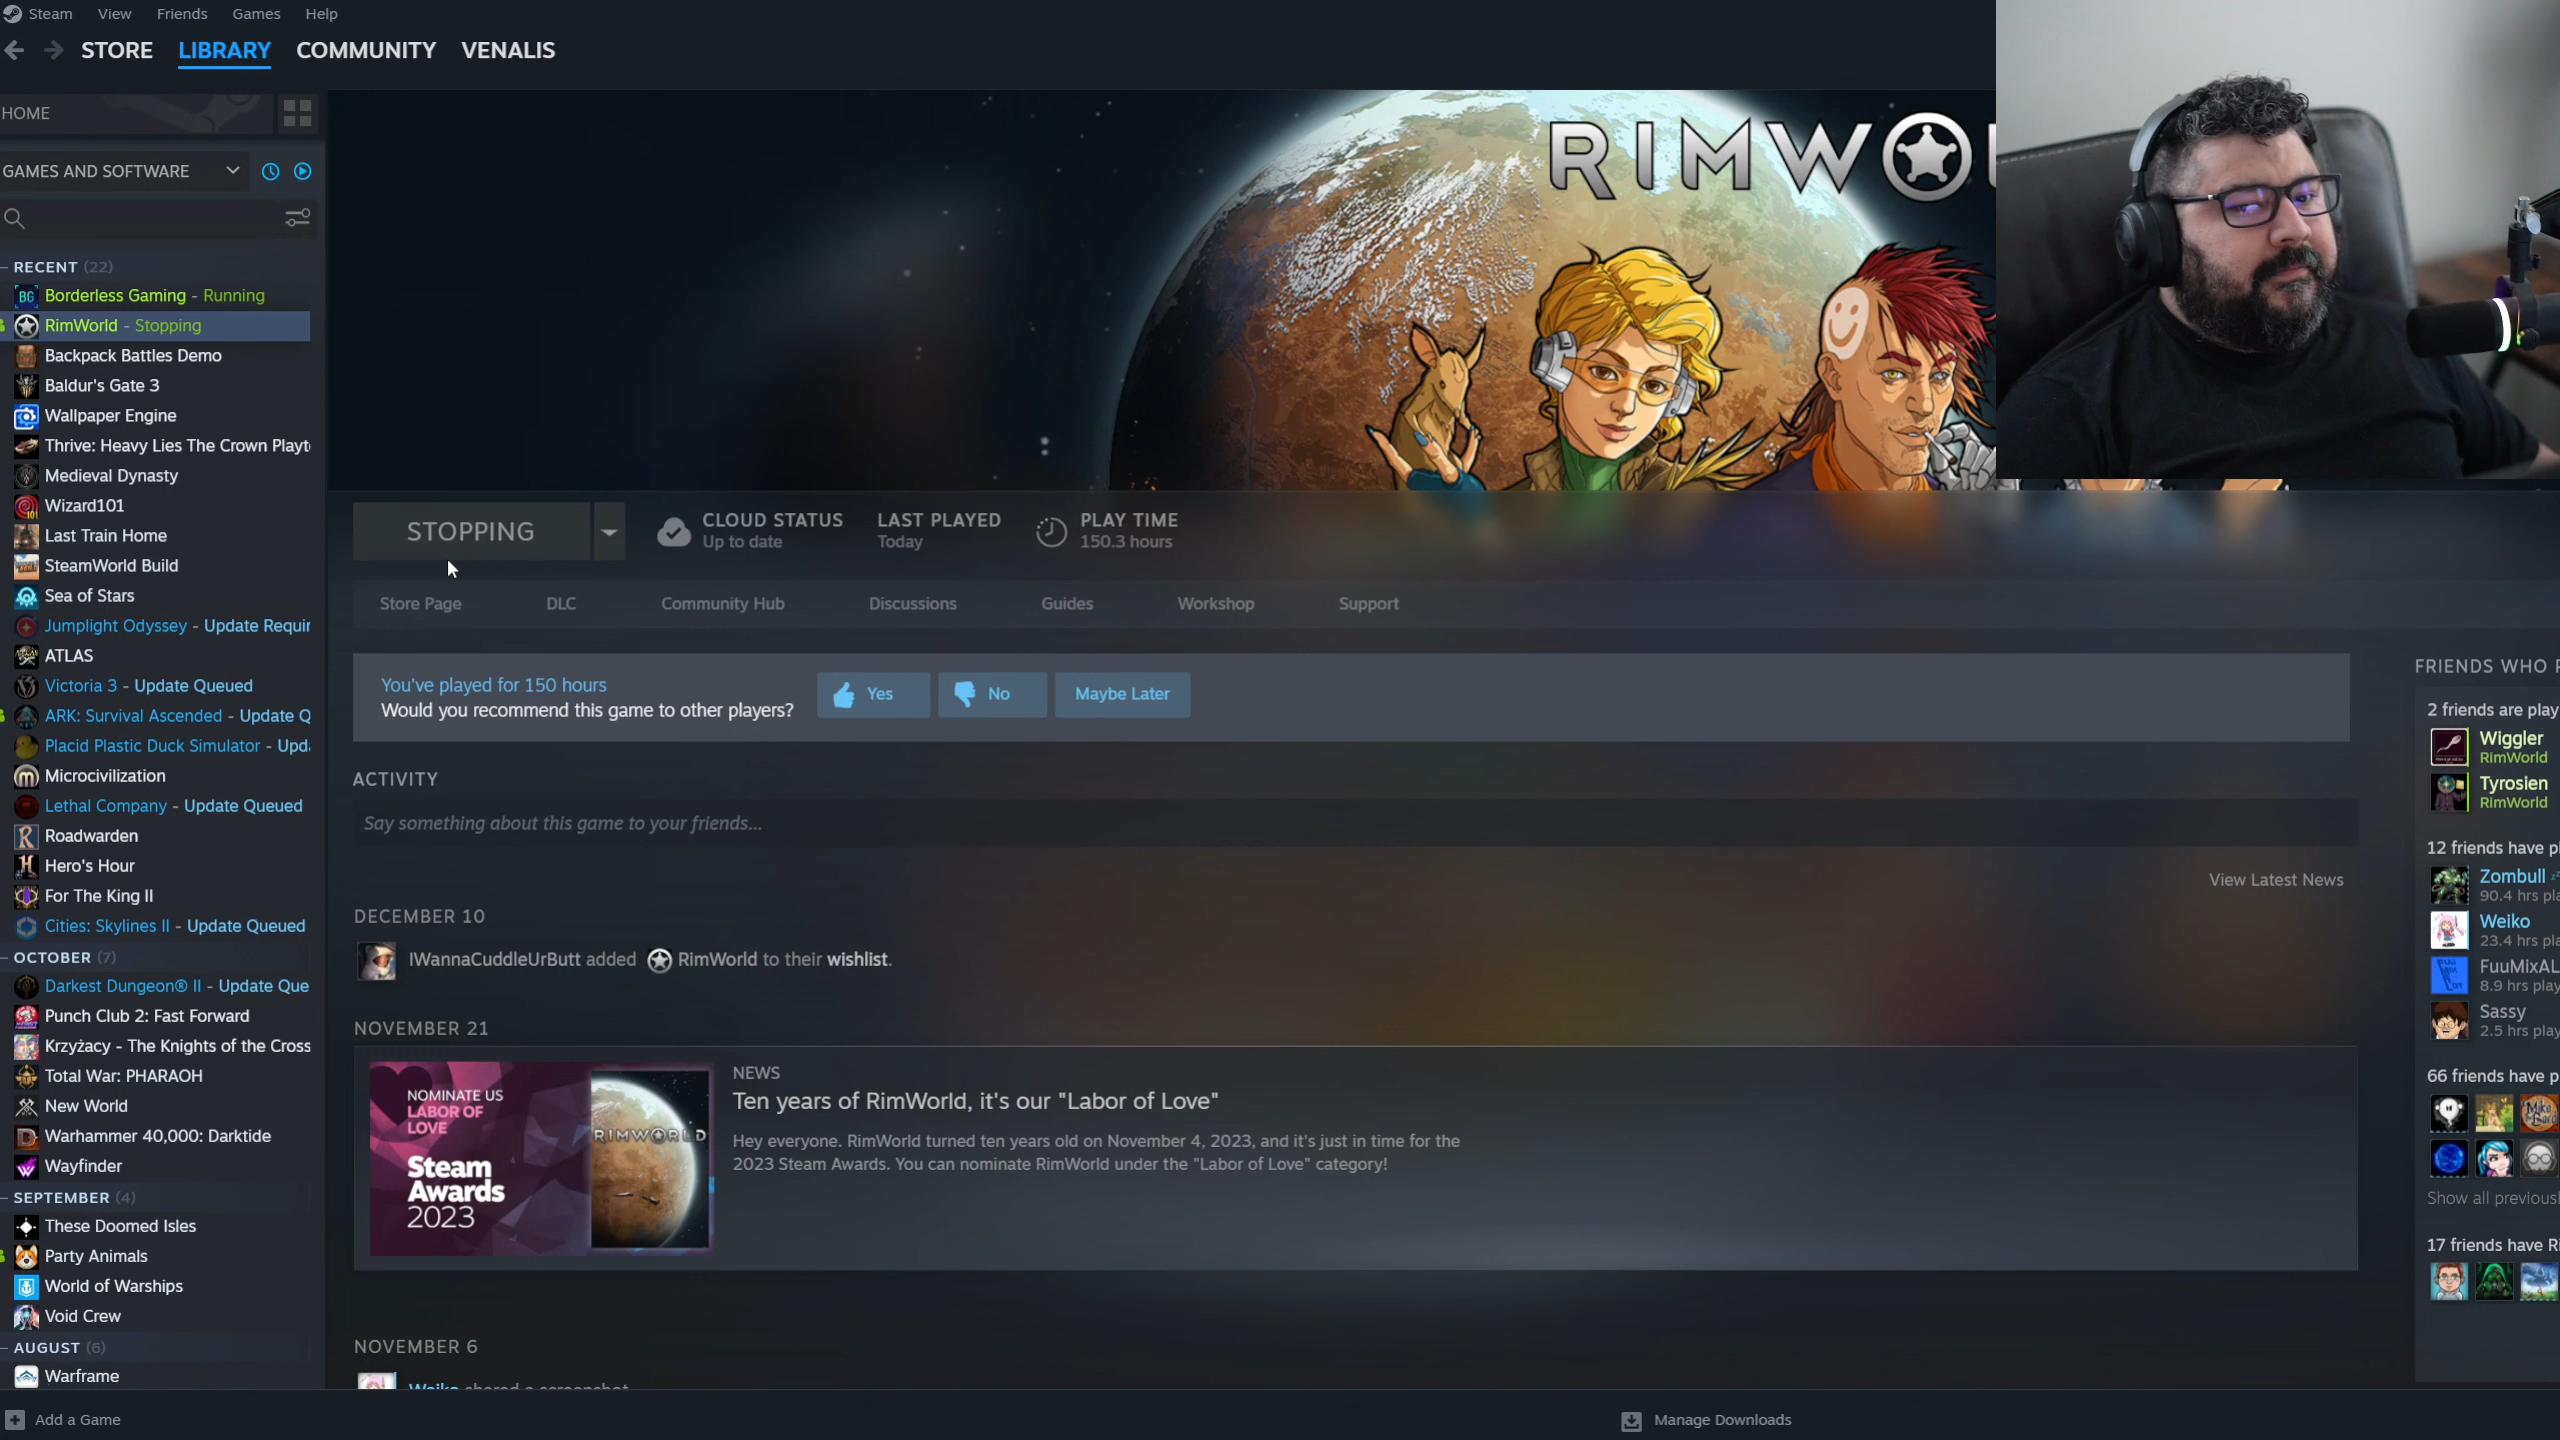 Steam View Friends Games Help
STORE LIBRARY COMMUNITY VENALIS
HOME
GAMES AND SOFTWARE
RECENT (22)
BG Borderless Gaming - Running
RimWorld - Stopping
Backpack Battles Demo
Baldur's Gate 3
Wallpaper Engine
Thrive: Heavy Lies The Crown Playt
Medieval Dynasty
Wizard101
Last Train Home
SteamWorld Build
Sea of Stars
Jumplight Odyssey - Update Requir
ATLAS
Victoria 3 - Update Queued
ARK: Survival Ascended - Update Q
Placid Plastic Duck Simulator - Upd
Microcivilization
Lethal Company - Update Queued
Roadwarden
Hero's Hour
For The King II
Cities: Skylines II - Update Queued
OCTOBER (7)
Darkest Dungeon® II - Update Que
Punch Club 2: Fast Forward
Krzyżacy - The Knights of the Cross
Total War: PHARAOH
New World
Warhammer 40,000: Darktide
Wayfinder
SEPTEMBER (4)
These Doomed Isles
Party Animals
World of Warships
Void Crew
AUGUST (6)
Warframe
Add a Game
RIMWO
STOPPING
CLOUD STATUS
Up to date
LAST PLAYED
Today
PLAY TIME
150.3 hours
Store Page DLC Community Hub Discussions Guides Workshop Support
You've played for 150 hours
Would you recommend this game to other players?
Yes No Maybe Later
ACTIVITY
Say something about this game to your friends...
View Latest News
DECEMBER 10
IWannaCuddleUrButt added RimWorld to their wishlist.
NOVEMBER 21
NOMINATE US
LABOR OF
LOVE
Steam
Awards
2023
RIMWORLD
NEWS
Ten years of RimWorld, it's our "Labor of Love"
Hey everyone. RimWorld turned ten years old on November 4, 2023, and it's just in time for the
2023 Steam Awards. You can nominate RimWorld under the "Labor of Love" category!
NOVEMBER 6
Weiko shared a screenshot
FRIENDS WHO P
2 friends are play
Wiggler
RimWorld
Tyrosien
RimWorld
12 friends have pl
Zombull
90.4 hrs pla
Weiko
23.4 hrs pla
FuuMixAL
8.9 hrs play
Sassy
2.5 hrs play
66 friends have p
Show all previousl
17 friends have Ri
Manage Downloads